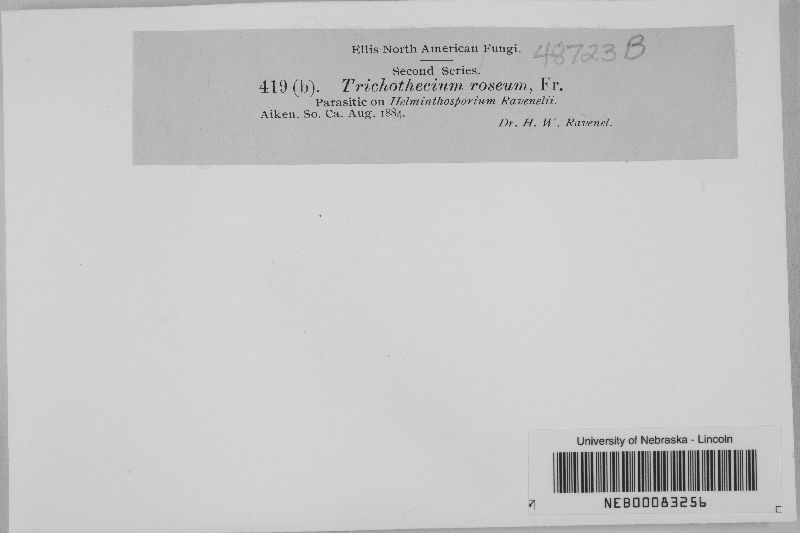 Ellis North American Fungi. 48723 B
Second Series.
419 (b). Trichothecium roseum, Fr.
Parasitic on Helminthosporium Ravenelii.
Aiken. So. Ca. Aug. 1884.
Dr. H. W. Ravenel.
University of Nebraska - Lincoln
NEB00083256